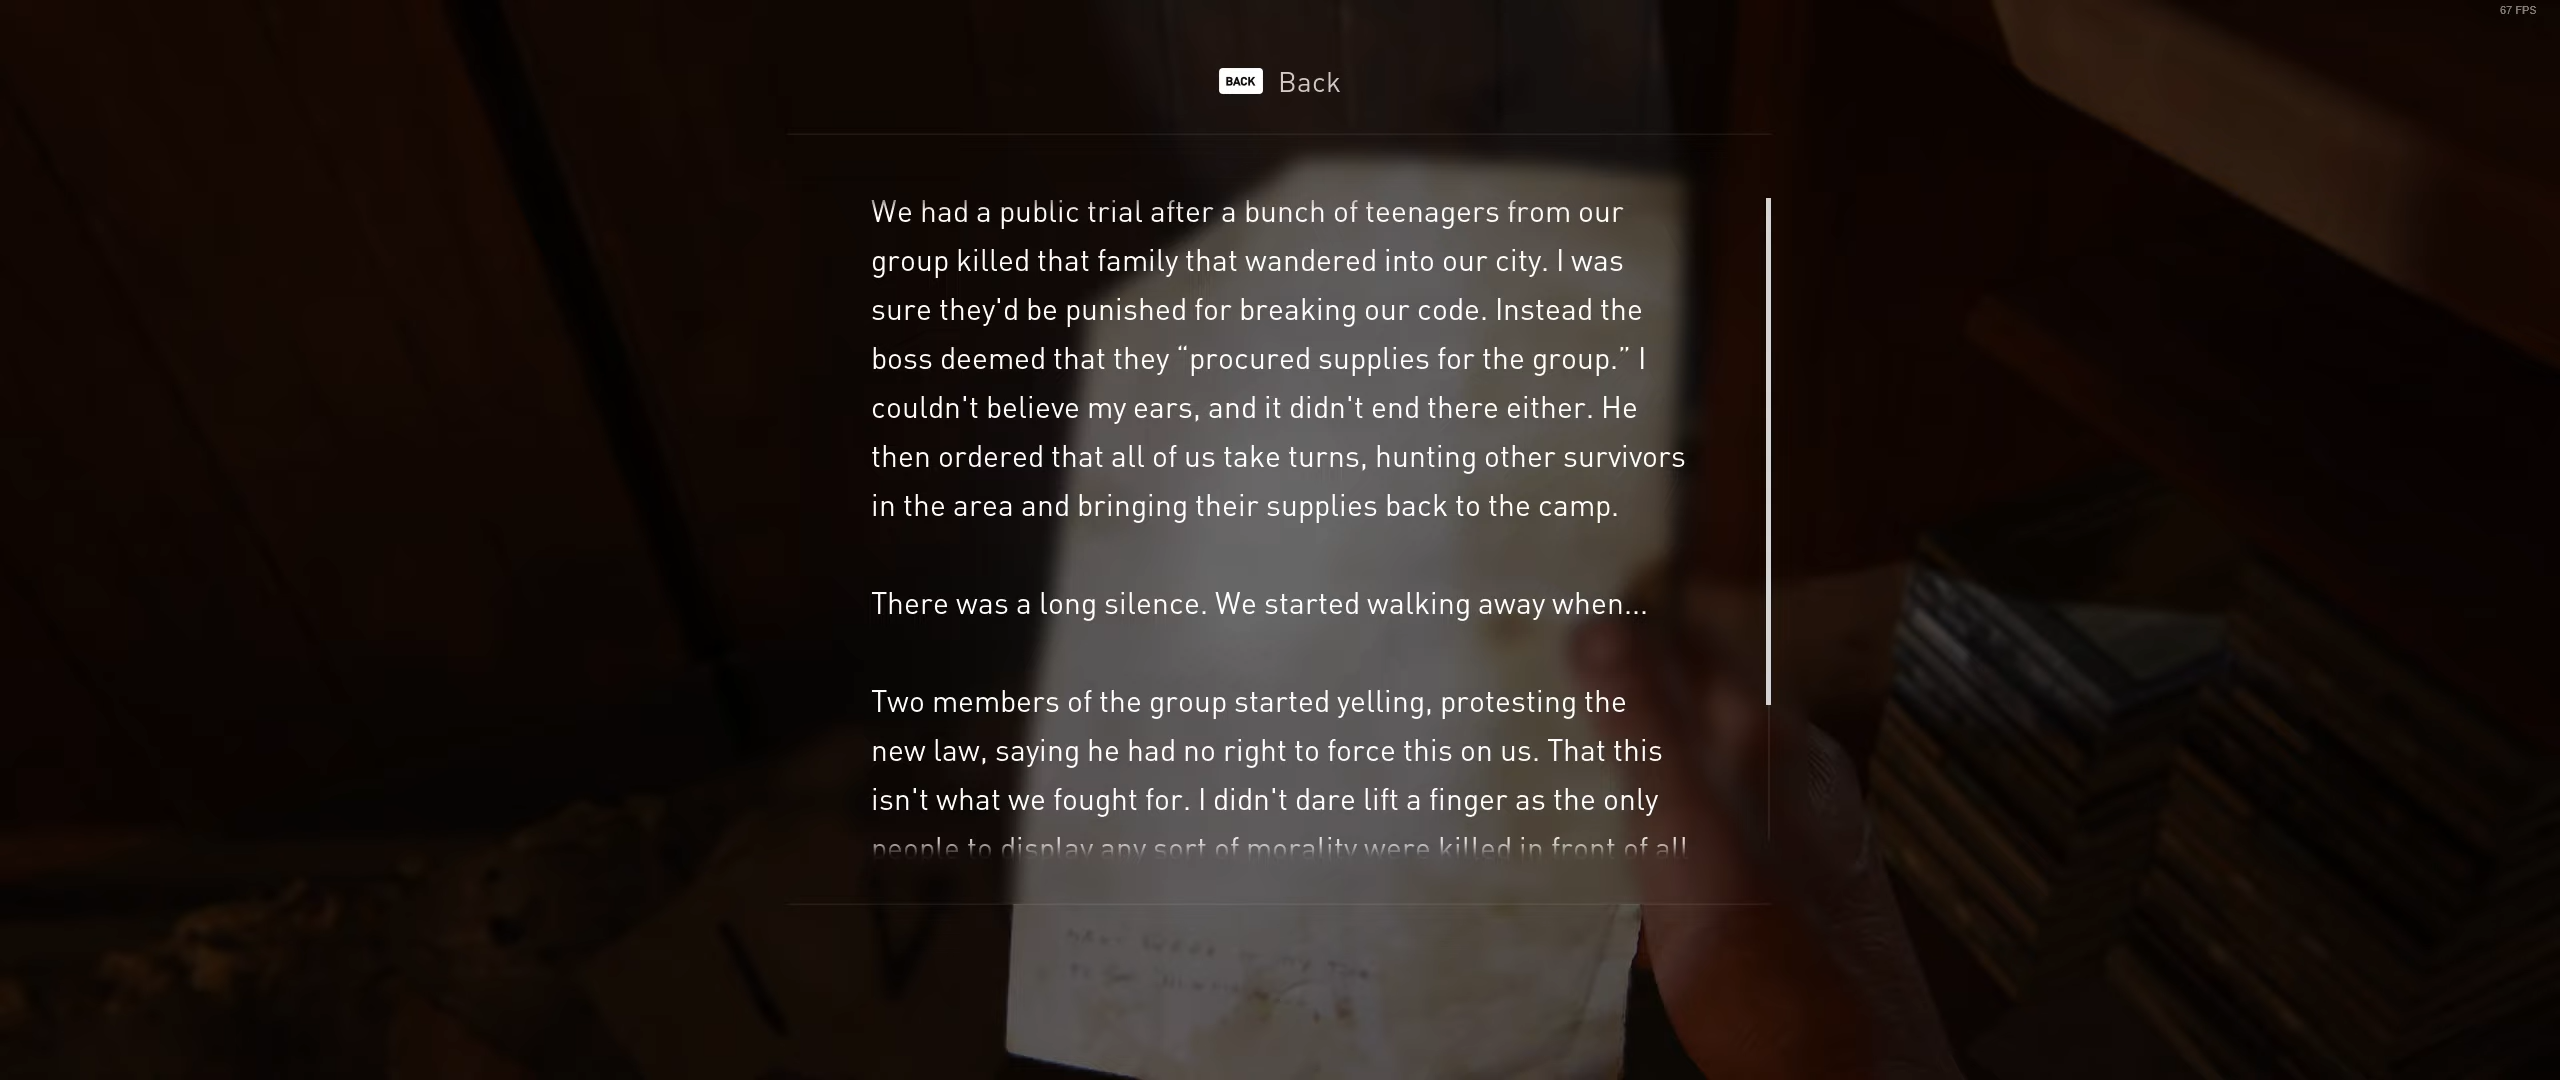 67 FPS
BACK Back
We had a public trial after a bunch of teenagers from our
group killed that family that wandered into our city. I was
sure they'd be punished for breaking our code. Instead the
boss deemed that they “procured supplies for the group.” I
couldn't believe my ears, and it didn't end there either. He
then ordered that all of us take turns, hunting other survivors
in the area and bringing their supplies back to the camp.
There was a long silence. We started walking away when...
Two members of the group started yelling, protesting the
new law, saying he had no right to force this on us. That this
isn't what we fought for. I didn't dare lift a finger as the only
people to display any sort of morality were killed in front of all